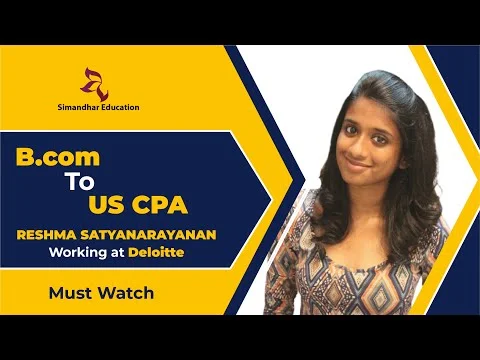 Simandhar Education
B.com
To
US CPA
RESHMA SATYANARAYANAN
Working at Deloitte
Must Watch